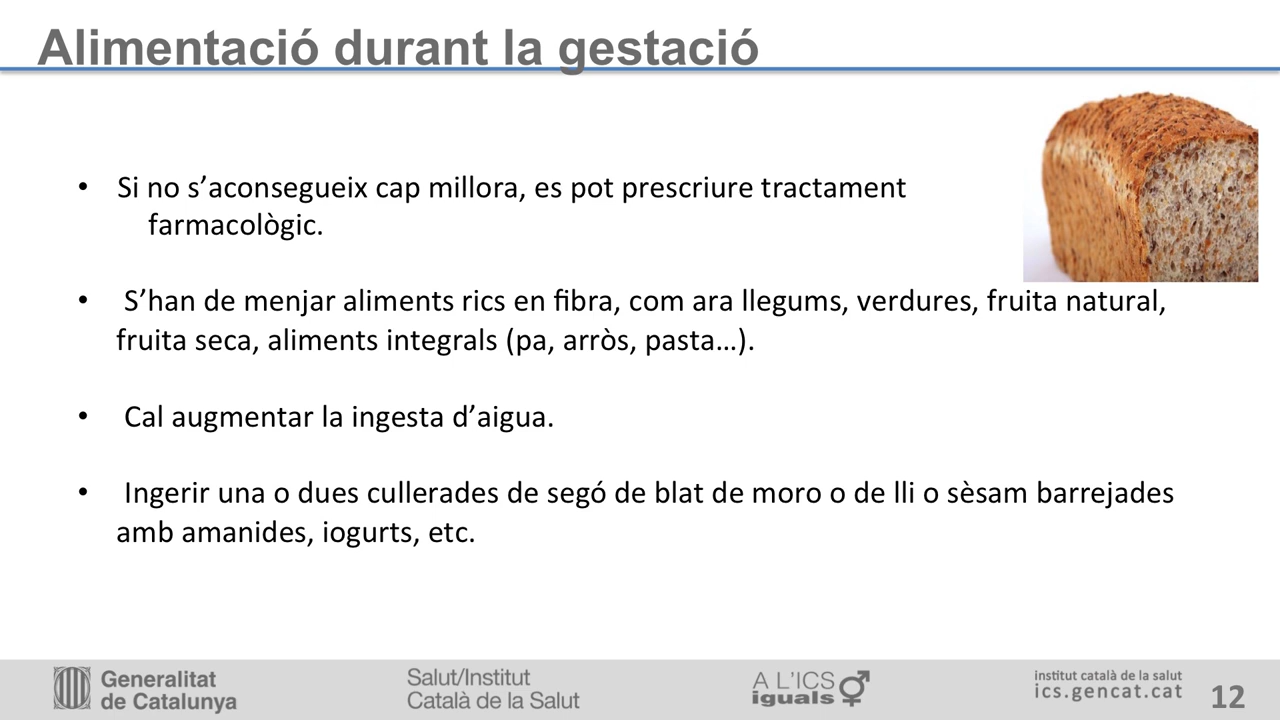 Alimentació durant la gestació
• Si no s’aconsegueix cap millora, es pot prescriure tractament
farmacològic.
• S’han de menjar aliments rics en fibra, com ara llegums, verdures, fruita natural,
fruita seca, aliments integrals (pa, arròs, pasta...).
• Cal augmentar la ingesta d’aigua.
• Ingerir una o dues cullerades de segó de blat de moro o de lli o sèsam barrejades
amb amanides, iogurts, etc.
Generalitat
de Catalunya
Salut/Institut
Català de la Salut
A L'ICS
iguals
institut català de la salut
ics.gencat.cat
12